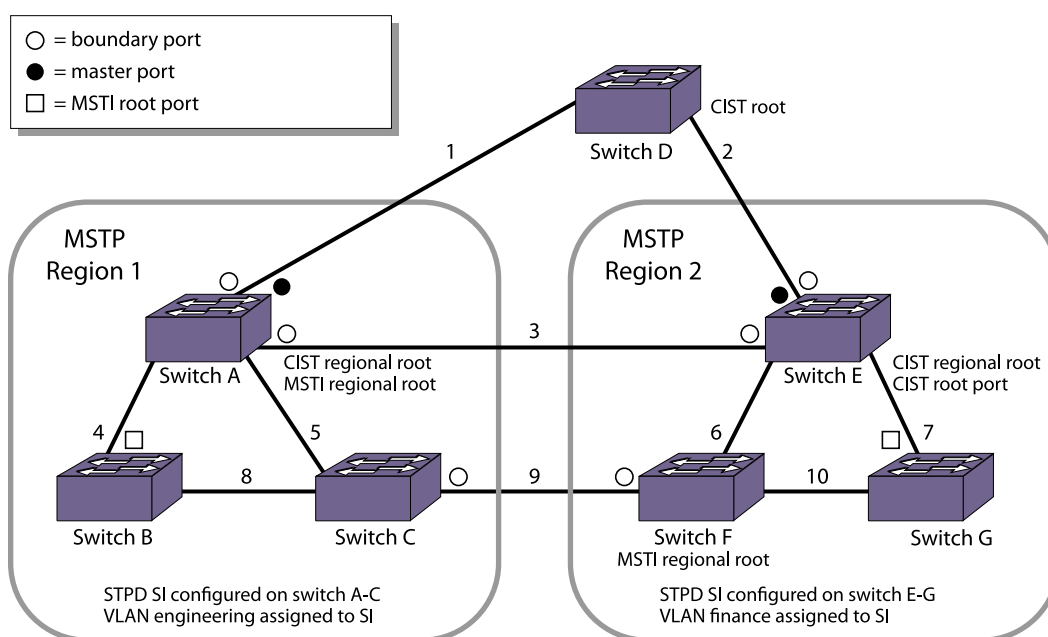 = boundary port
= master port
= MSTI root port
CIST root
Switch D
1
2
MSTP
Region 1
MSTP
Region 2
3
Switch A
CIST regional root
MSTI regional root
Switch E
CIST regional root
CIST root port
4
5
6
7
8
9
10
Switch B
Switch C
Switch F
MSTI regional root
Switch G
STPD SI configured on switch A-C
VLAN engineering assigned to SI
STPD SI configured on switch E-G
VLAN finance assigned to SI